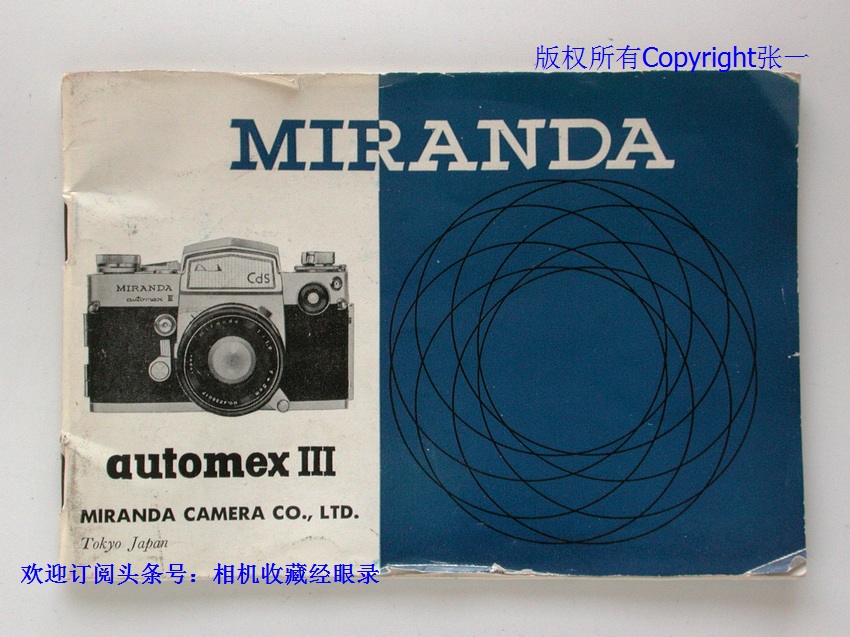 版权所有Copyright张一
MIRANDA
CdS
MIRANDA
automex III
automex III
MIRANDA CAMERA CO., LTD.
Tokyo Japan
欢迎订阅头条号：相机收藏经眼录